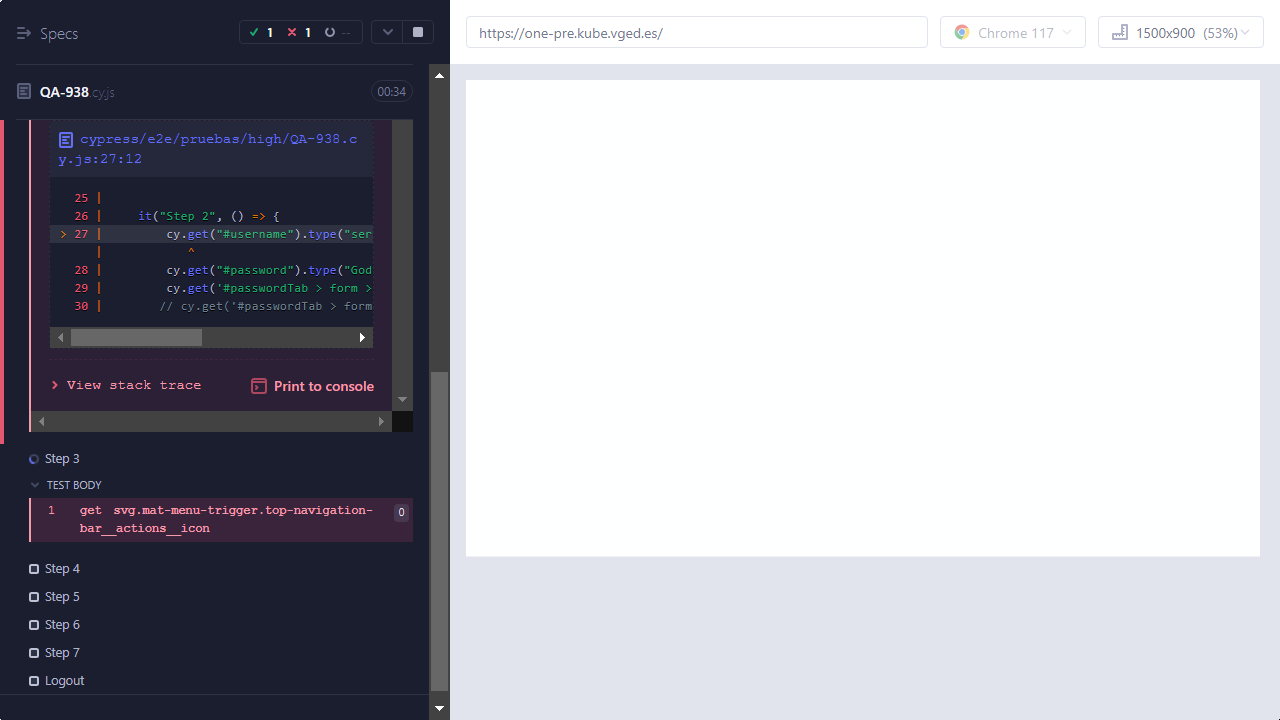 Specs
1
1
--
https://one-pre.kube.vged.es/
Chrome 117
1500x900 (53%)
QA-938.cy.js
00:34
cypress/e2e/pruebas/high/QA-938.c
y.js:27:12
25 |
26 | it("Step 2", () => {
> 27 | cy.get("#username").type("ser
| ^
28 | cy.get("#password").type("God
29 | cy.get('#passwordTab > form >
30 | // cy.get('#passwordTab > form
> View stack trace
Print to console
Step 3
TEST BODY
1 get svg.mat-menu-trigger.top-navigation-
bar__actions__icon
0
Step 4
Step 5
Step 6
Step 7
Logout